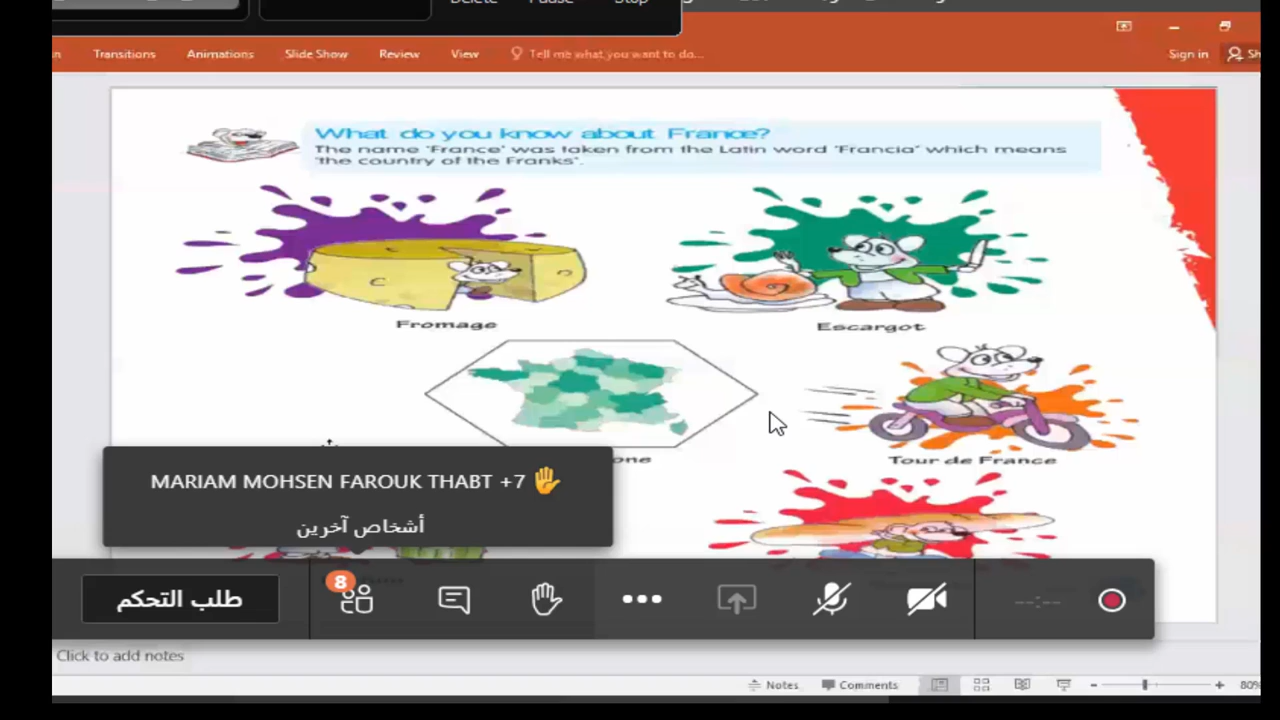 Delete Pause Stop
Transitions Animations Slide Show Review View Tell me what you want to do...
Sign in
What do you know about France?
The name 'France' was taken from the Latin word 'Francia' which means
'the country of the Franks'.
Fromage
Escargot
Tour de France
MARIAM MOHSEN FAROUK THABT +7 ✋
أشخاص آخرين
طلب التحكم
8
--:--
Click to add notes
Notes Comments
80%